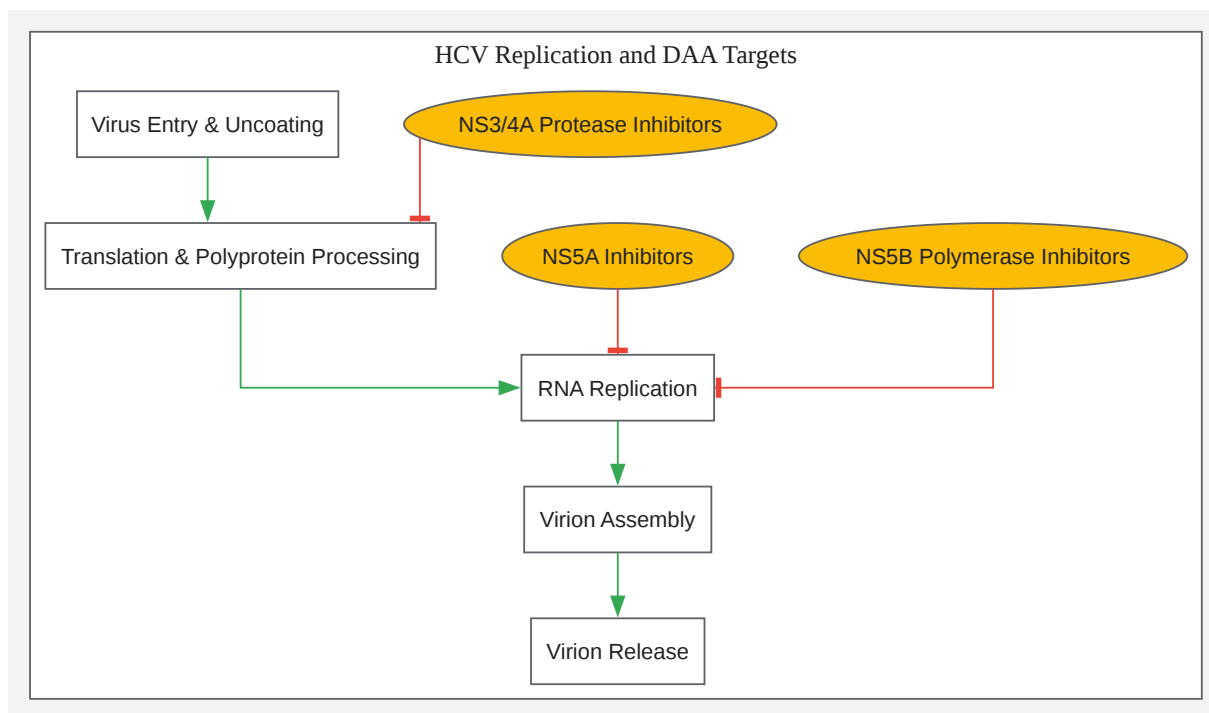 HCV Replication and DAA Targets
Virus Entry & Uncoating
NS3/4A Protease Inhibitors
Translation & Polyprotein Processing
NS5A Inhibitors
NS5B Polymerase Inhibitors
RNA Replication
Virion Assembly
Virion Release